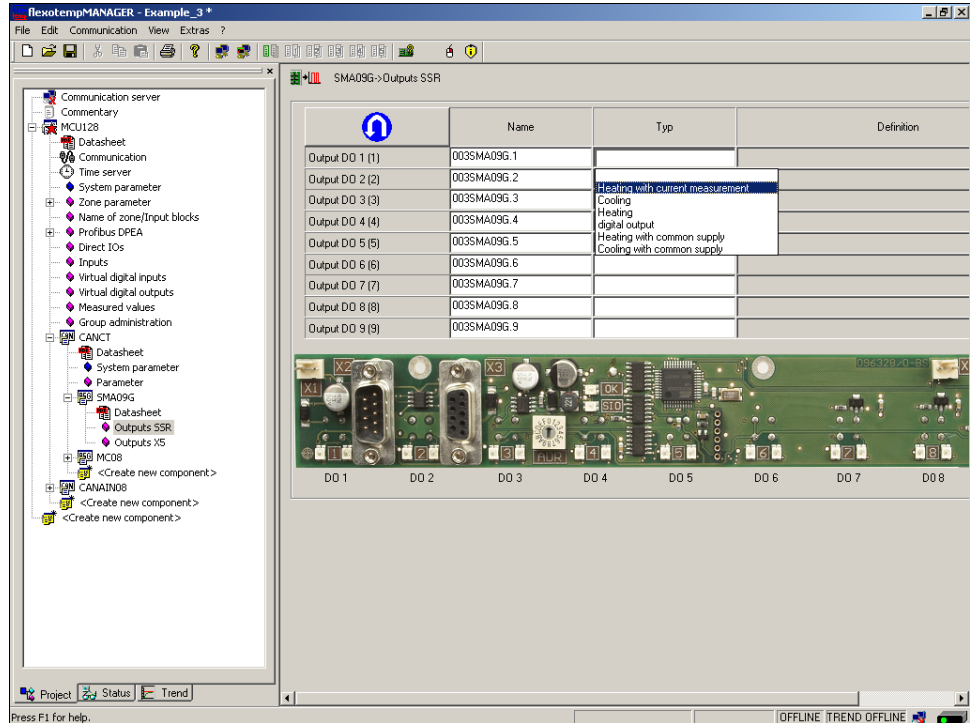 flexotempMANAGER - Example_3 *
File Edit Communication View Extras ?
SMA09G->Outputs SSR
Communication server
Commentary
MCU128
Datasheet
Communication
Time server
System parameter
Zone parameter
Name of zone/Input blocks
Profibus DPEA
Direct IOs
Inputs
Virtual digital inputs
Virtual digital outputs
Measured values
Group administration
CANCT
Datasheet
System parameter
Parameter
SMA09G
Datasheet
Outputs SSR
Outputs X5
MC08
<Create new component>
CANAIN08
<Create new component>
<Create new component>
Name Typ Definition
Output DO 1 (1) 003SMA09G.1
Output DO 2 (2) 003SMA09G.2
Output DO 3 (3) 003SMA09G.3
Output DO 4 (4) 003SMA09G.4
Output DO 5 (5) 003SMA09G.5
Output DO 6 (6) 003SMA09G.6
Output DO 7 (7) 003SMA09G.7
Output DO 8 (8) 003SMA09G.8
Output DO 9 (9) 003SMA09G.9
Heating with current measurement
Cooling
Heating
digital output
Heating with common supply
Cooling with common supply
X2 X3
X1 OK
SIO
1 2 3 ADR 4 5 6 7 8
DO 1 DO 2 DO 3 DO 4 DO 5 DO 6 DO 7 DO 8
Project Status Trend
Press F1 for help. OFFLINE TREND OFFLINE